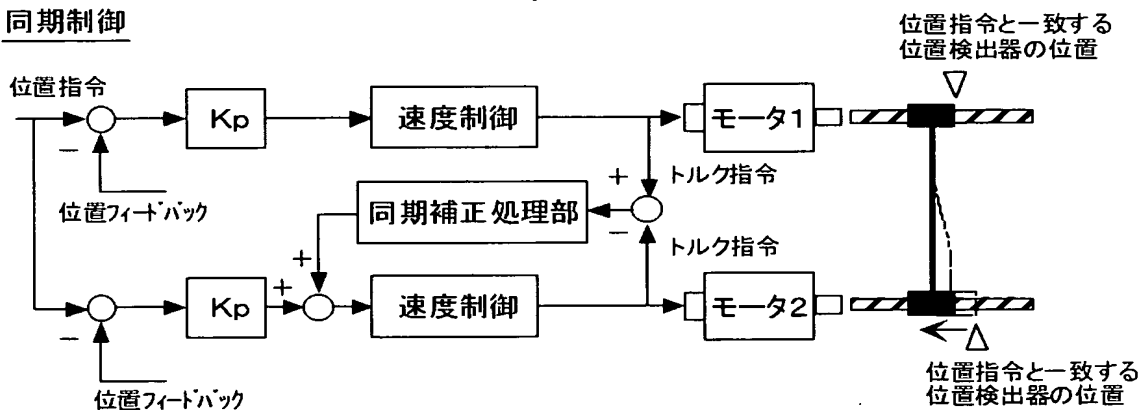 同期制御
位置指令と一致する
位置検出器の位置
位置指令
Kp
速度制御
モータ1
−
+
トルク指令
位置フィードバック
同期補正処理部
−
+
トルク指令
+
Kp
速度制御
モータ2
−
位置フィードバック
位置指令と一致する
位置検出器の位置